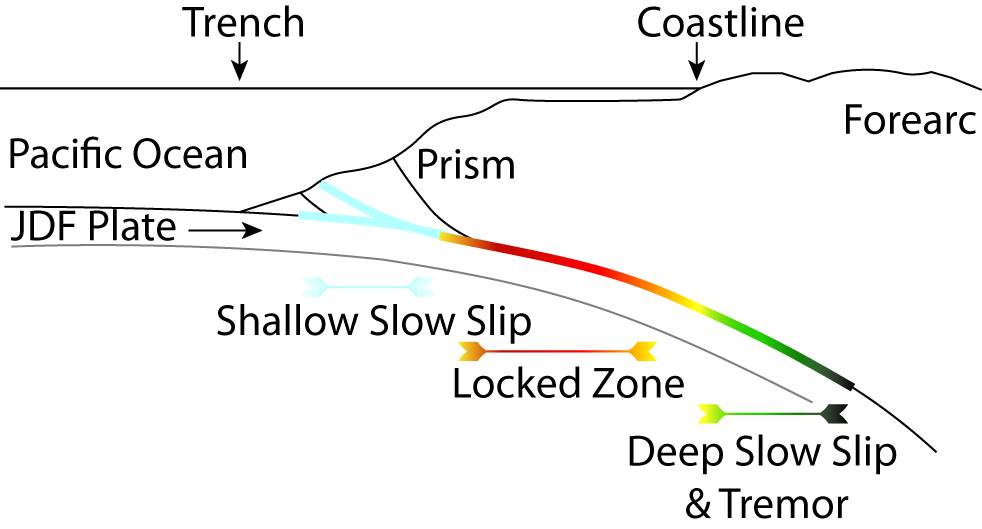 Trench
Coastline
Forearc
Pacific Ocean
Prism
JDF Plate
Shallow Slow Slip
Locked Zone
Deep Slow Slip
& Tremor